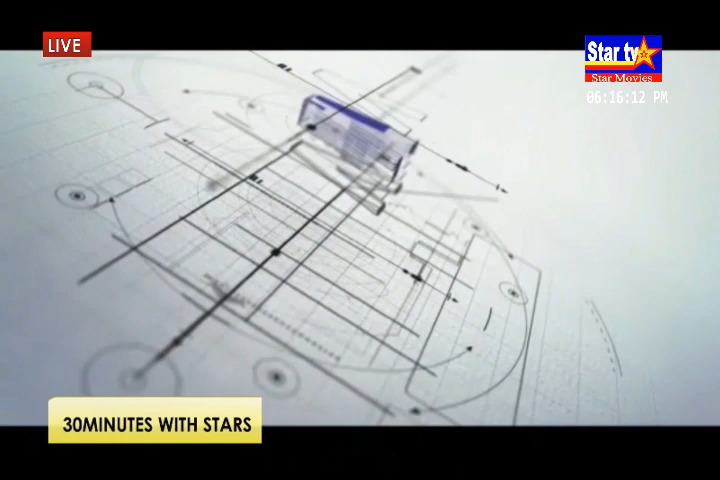 LIVE
Star tv
Star Movies
06:16:12 PM
30MINUTES WITH STARS